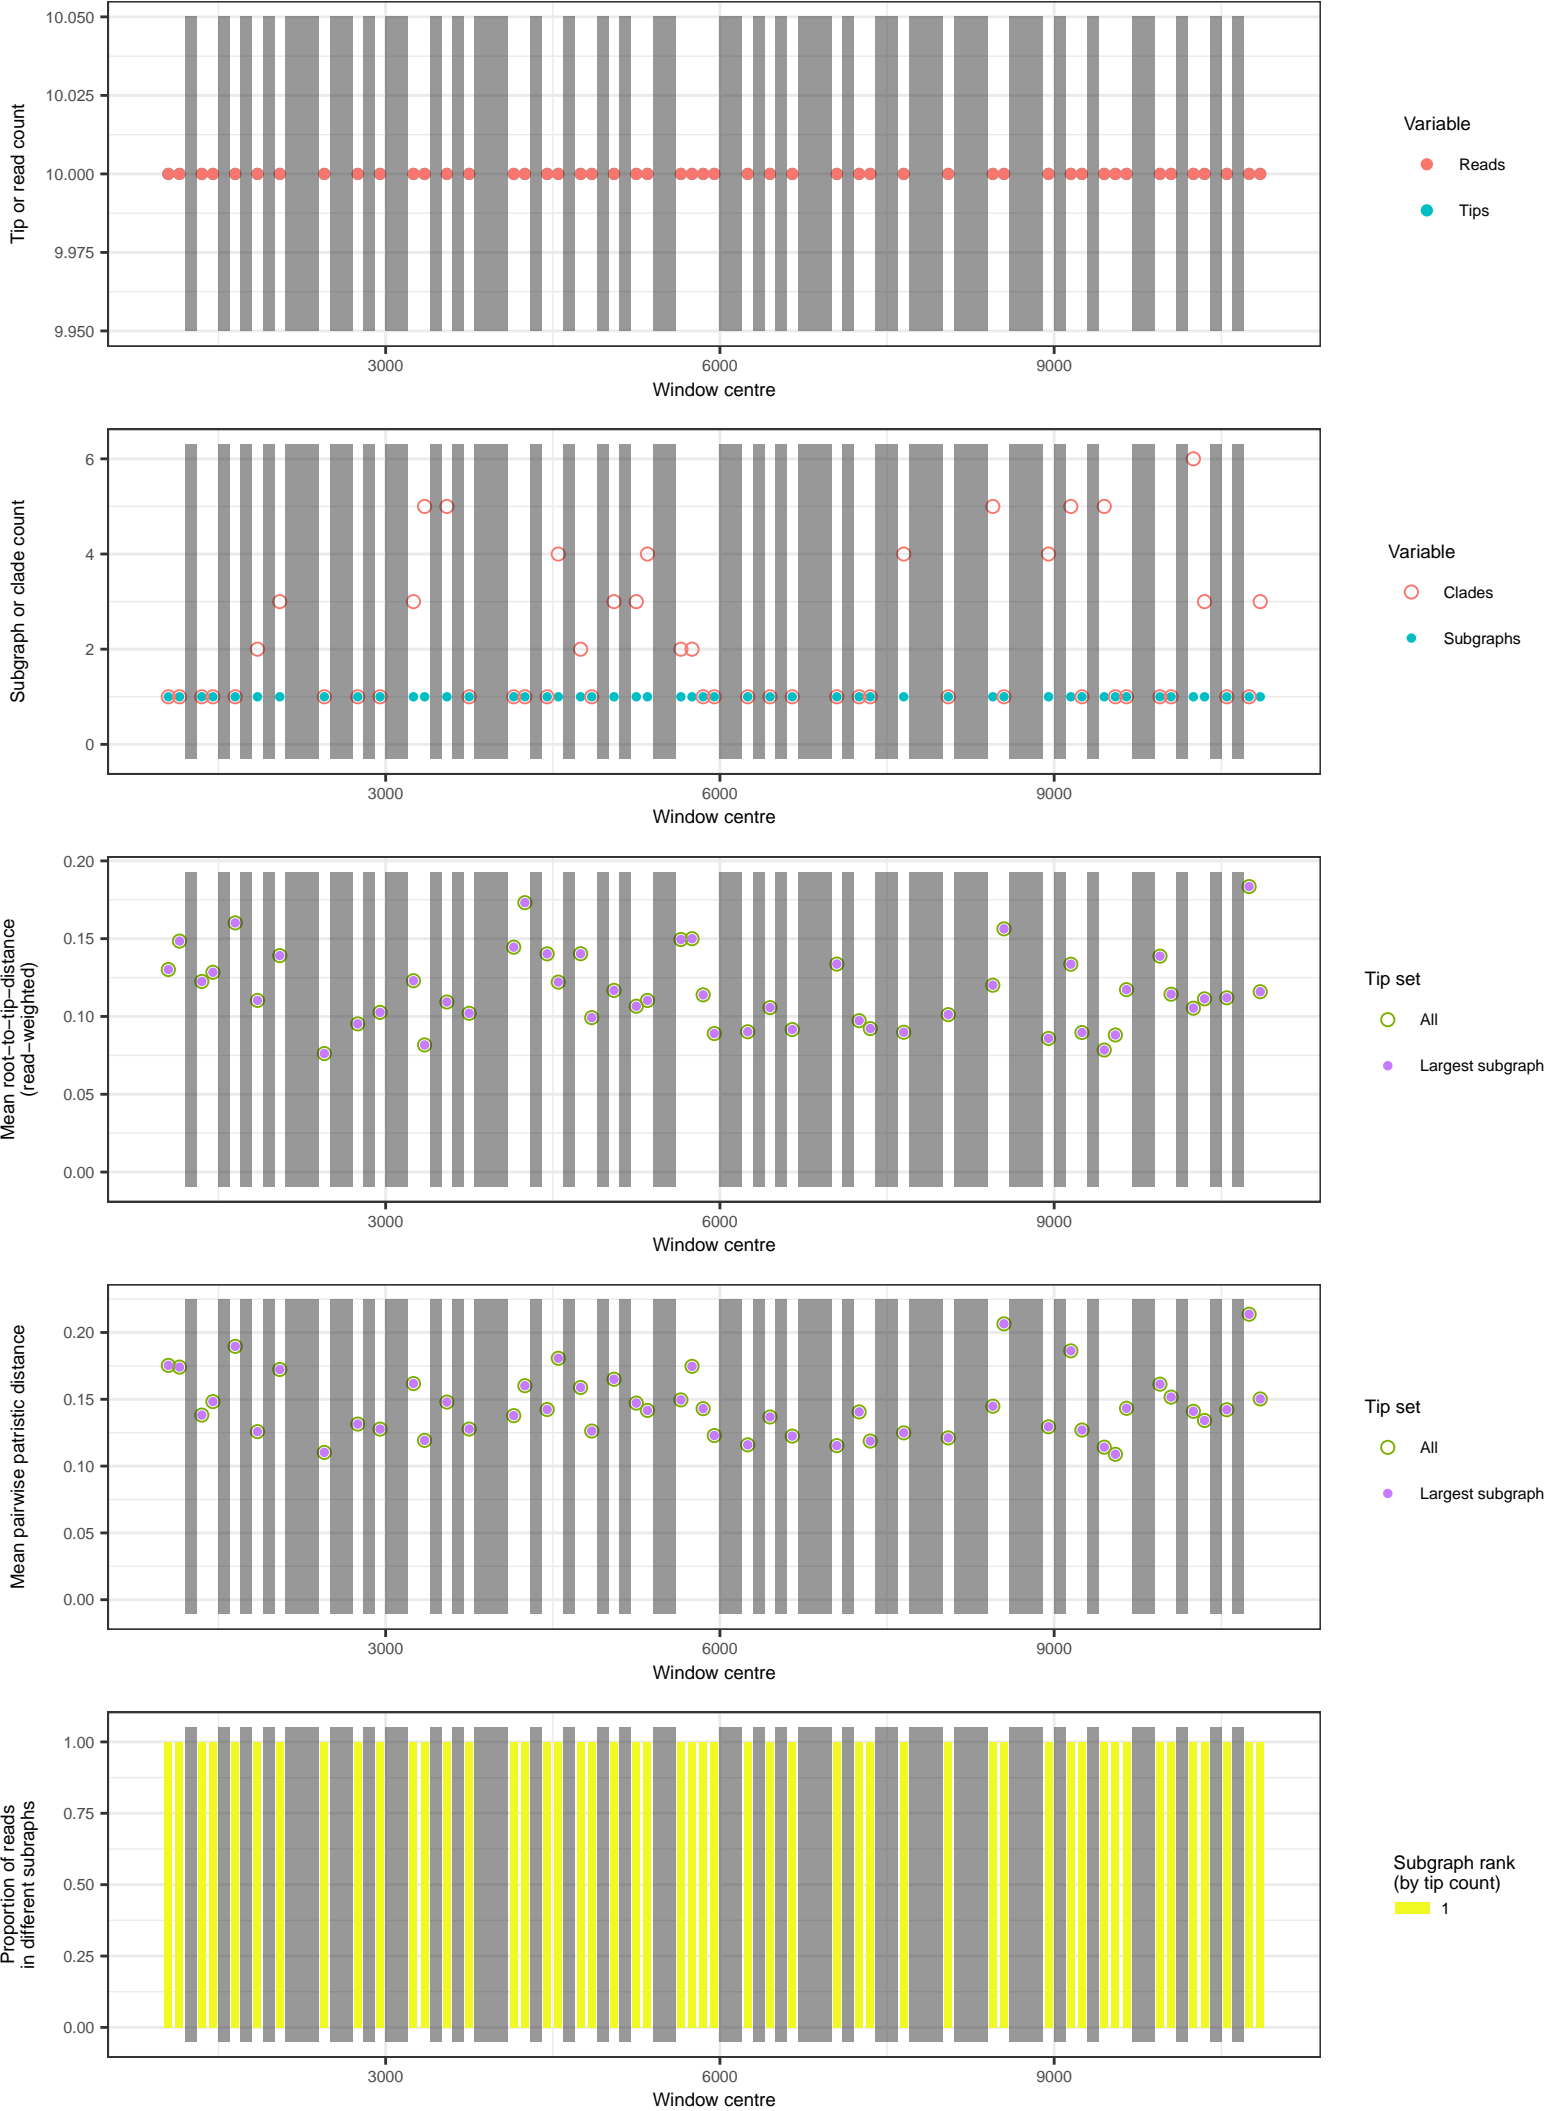 10.050
10.025
10.000
9.975
9.950
Tip or read count
3000
6000
9000
Window centre
Variable
Reads
Tips
6
4
2
0
Subgraph or clade count
3000
6000
9000
Window centre
Variable
Clades
Subgraphs
0.20
0.15
0.10
0.05
0.00
Mean root−to−tip−distance
(read−weighted)
3000
6000
9000
Window centre
Tip set
All
Largest subgraph
0.20
0.15
0.10
0.05
0.00
Mean pairwise patristic distance
3000
6000
9000
Window centre
Tip set
All
Largest subgraph
1.00
0.75
0.50
0.25
0.00
Proportion of reads
in different subraphs
3000
6000
9000
Window centre
Subgraph rank
(by tip count)
1